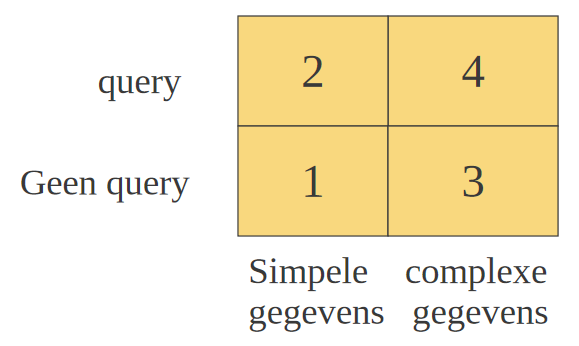 query
2
4
Geen query
1
3
Simpele
gegevens
complexe
gegevens